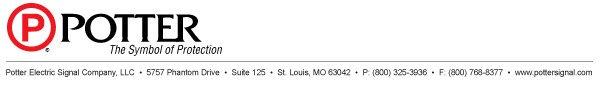 P POTTER
®
The Symbol of Protection
Potter Electric Signal Company, LLC • 5757 Phantom Drive • Suite 125 • St. Louis, MO 63042 • P: (800) 325-3936 • F: (800) 768-8377 • www.pottersignal.com